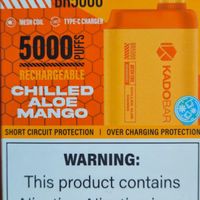 BR5000
MESH COIL TYPE-C CHARGER
5000 PUFFS
RECHARGEABLE
CHILLED
ALOE
MANGO
KADOBAR
SHORT CIRCUIT PROTECTION | OVER CHARGING PROTECTION
WARNING:
This product contains